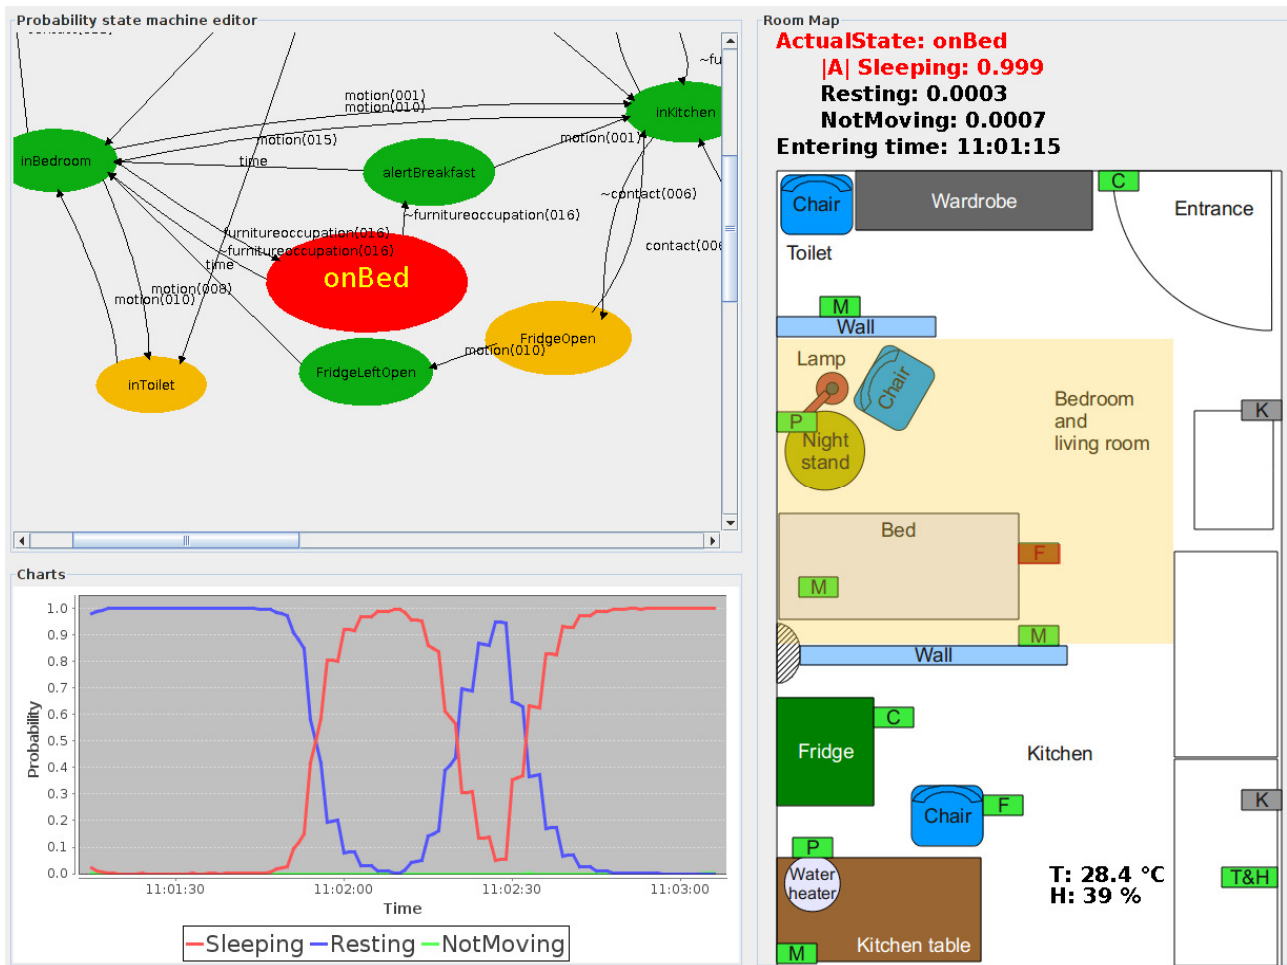 Probability state machine editor
motion(001)
motion(010)
inKitchen
motion(015)
motion(001)
inBedroom
time
alertBreakfast
~contact(006)
~furnitureoccupation(016)
furnitureoccupation(016)
contact(006
~furnitureoccupation(016)
time
onBed
motion(008)
motion(010)
FridgeOpen
motion(010)
FridgeLeftOpen
inToilet
Charts
1.0
0.9
0.8
0.7
0.6
0.5
0.4
0.3
0.2
0.1
0.0
Probability
11:01:30
11:02:00
11:02:30
11:03:00
Time
Sleeping
Resting
NotMoving
Room Map
ActualState: onBed
|A| Sleeping: 0.999
Resting: 0.0003
NotMoving: 0.0007
Entering time: 11:01:15
Chair
Wardrobe
C
Entrance
Toilet
M
Wall
Lamp
Chair
Bedroom
and
living room
K
P
Night
stand
Bed
F
M
M
Wall
C
Fridge
Kitchen
K
Chair
F
P
Water
heater
T: 28.4 °C
H: 39 %
T&H
Kitchen table
M